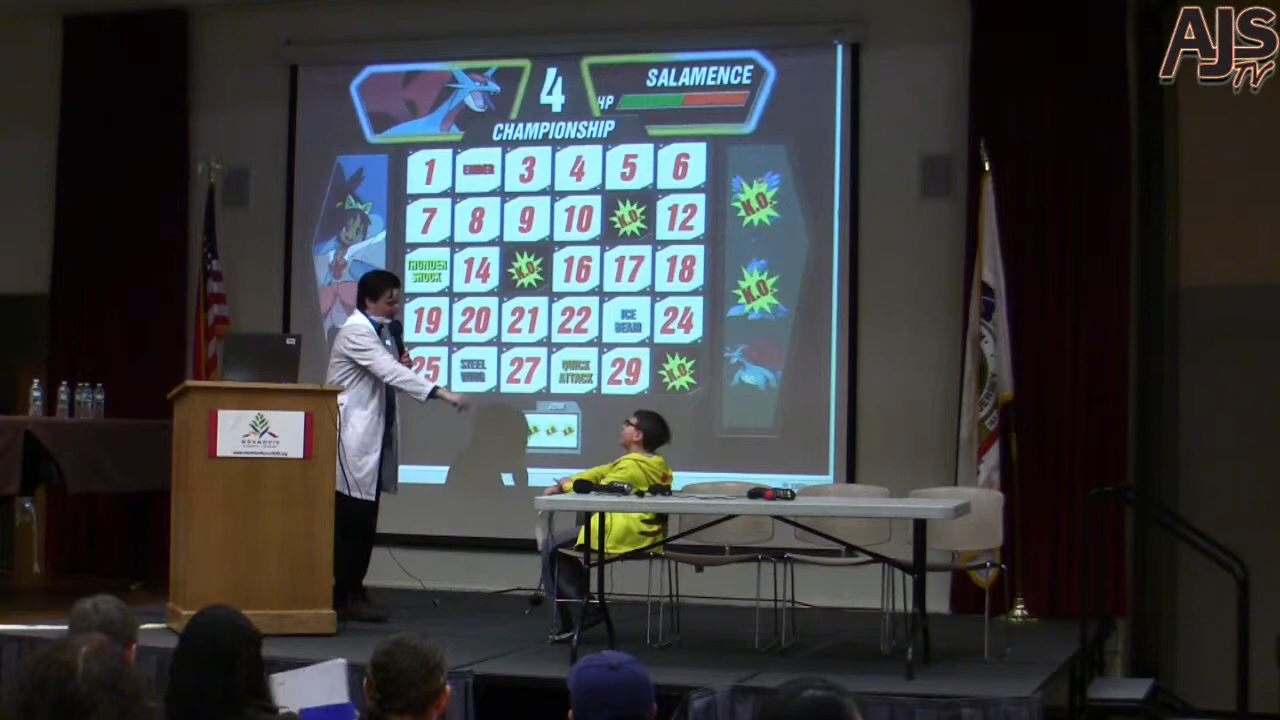 AJS
TV
4
SALAMENCE
HP
CHAMPIONSHIP
1 EMBER 3 4 5 6
7 8 9 10 K.O. 12
THUNDER SHOCK 14 K.O. 16 17 18
19 20 21 22 ICE BEAM 24
25 STEEL WING 27 QUICK ATTACK 29 K.O.
K.O.
K.O.